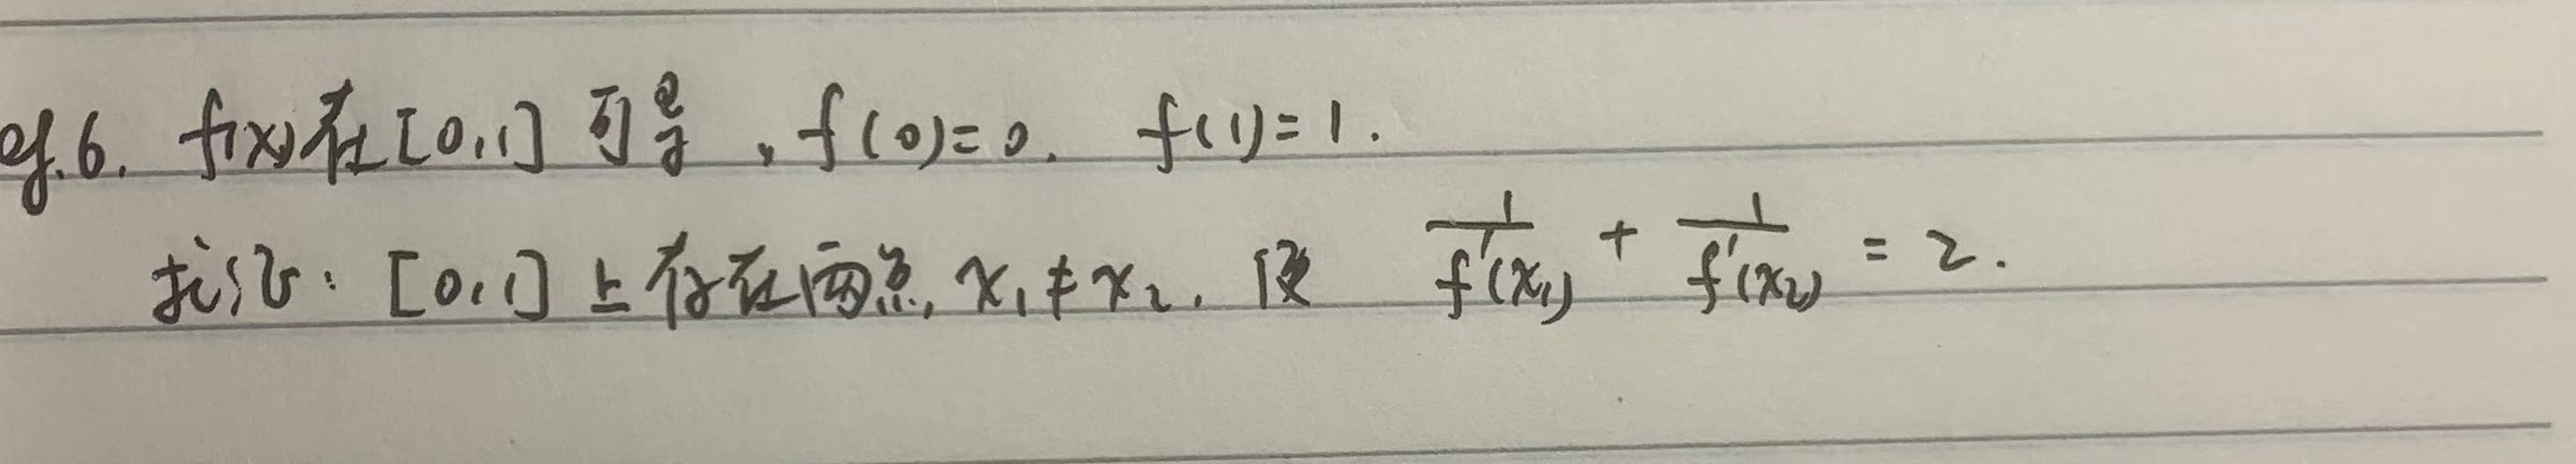 eg.6. f(x)在[0,1]可导,f(0)=0. f(1)=1.
求证: [0,1]上存在两点, x₁≠x₂. 使 1/f'(x₁) + 1/f'(x₂) = 2.